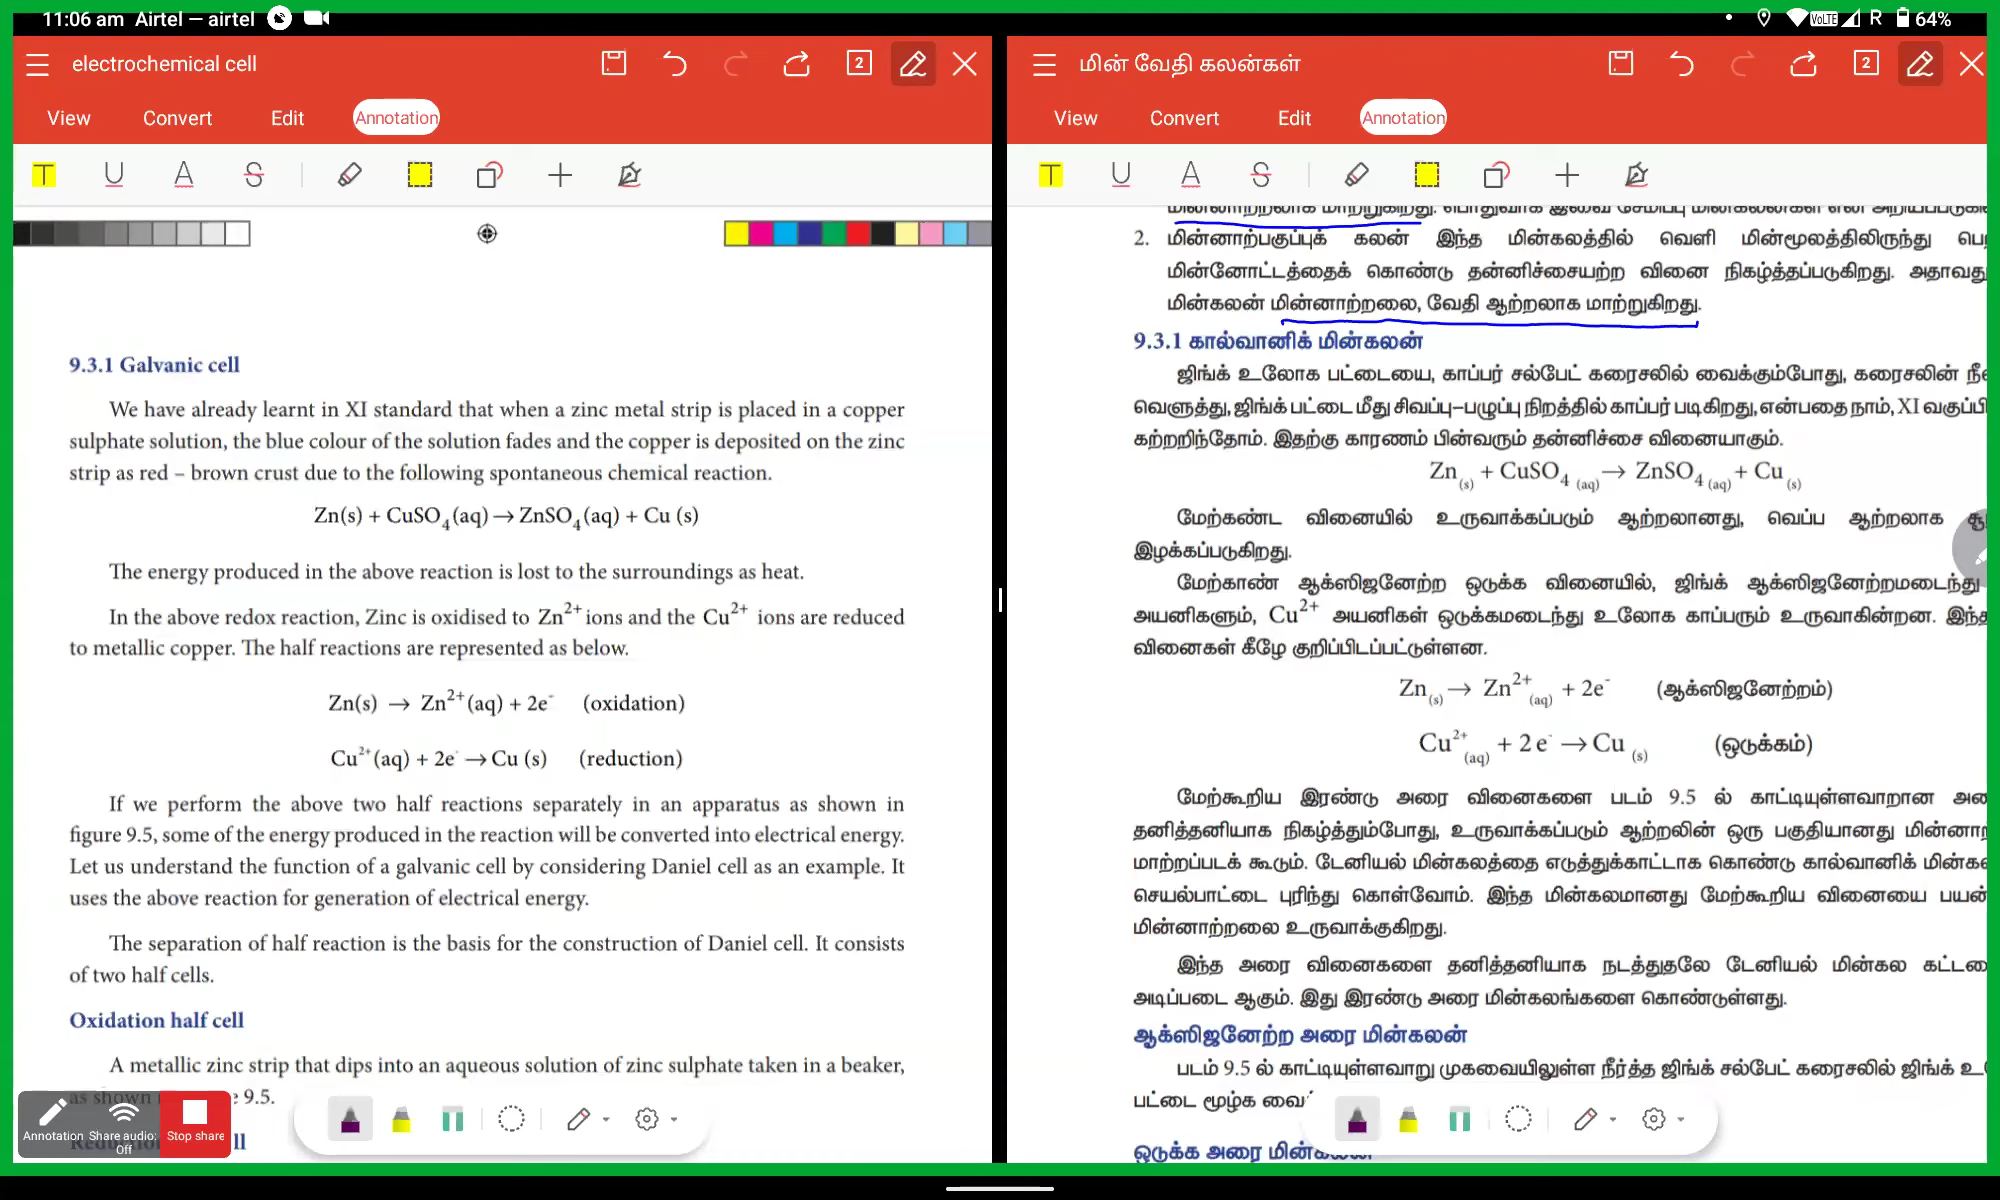 11:06 am Airtel — airtel
VoLTE R 64%
electrochemical cell
2
View Convert Edit Annotation
T U A S
9.3.1 Galvanic cell
We have already learnt in XI standard that when a zinc metal strip is placed in a copper
sulphate solution, the blue colour of the solution fades and the copper is deposited on the zinc
strip as red – brown crust due to the following spontaneous chemical reaction.
Zn(s) + CuSO₄(aq) → ZnSO₄(aq) + Cu (s)
The energy produced in the above reaction is lost to the surroundings as heat.
In the above redox reaction, Zinc is oxidised to Zn²⁺ ions and the Cu²⁺ ions are reduced
to metallic copper. The half reactions are represented as below.
Zn(s) → Zn²⁺(aq) + 2e⁻ (oxidation)
Cu²⁺(aq) + 2e⁻ → Cu (s) (reduction)
If we perform the above two half reactions separately in an apparatus as shown in
figure 9.5, some of the energy produced in the reaction will be converted into electrical energy.
Let us understand the function of a galvanic cell by considering Daniel cell as an example. It
uses the above reaction for generation of electrical energy.
The separation of half reaction is the basis for the construction of Daniel cell. It consists
of two half cells.
Oxidation half cell
A metallic zinc strip that dips into an aqueous solution of zinc sulphate taken in a beaker,
as shown 9.5.
Annotation Share audio: Off Stop share
மின் வேதி கலன்கள்
2
View Convert Edit Annotation
T U A S
மின்னாற்றலாக மாற்றுகிறது. பொதுவாக இவை சேமிப்பு மின்கலன்கள் என
2. மின்னாற்பகுப்புக் கலன் இந்த மின்கலத்தில் வெளி மின்மூலத்திலிருந்து
மின்னோட்டத்தைக் கொண்டு தன்னிச்சையற்ற வினை நிகழ்த்தப்படுகிறது. அதாவது
மின்கலன் மின்னாற்றலை, வேதி ஆற்றலாக மாற்றுகிறது.
9.3.1 கால்வானிக் மின்கலன்
ஜிங்க் உலோக பட்டையை, காப்பர் சல்பேட் கரைசலில் வைக்கும்போது, கரைசலின்
வெளுத்து, ஜிங்க் பட்டை மீது சிவப்பு–பழுப்பு நிறத்தில் காப்பர் படிகிறது, என்பதை நாம், XI
கற்றறிந்தோம். இதற்கு காரணம் பின்வரும் தன்னிச்சை வினையாகும்.
Zn₍s₎ + CuSO₄ ₍aq₎ → ZnSO₄ ₍aq₎ + Cu ₍s₎
மேற்கண்ட வினையில் உருவாக்கப்படும் ஆற்றலானது, வெப்ப ஆற்றலாக
இழக்கப்படுகிறது.
மேற்காண் ஆக்ஸிஜனேற்ற ஒடுக்க வினையில், ஜிங்க் ஆக்ஸிஜனேற்றமடைந்து
அயனிகளும், Cu²⁺ அயனிகள் ஒடுக்கமடைந்து உலோக காப்பரும் உருவாகின்றன.
வினைகள் கீழே குறிப்பிடப்பட்டுள்ளன.
Zn₍s₎ → Zn²⁺₍aq₎ + 2e⁻ (ஆக்ஸிஜனேற்றம்)
Cu²⁺₍aq₎ + 2e⁻ → Cu ₍s₎ (ஒடுக்கம்)
மேற்கூறிய இரண்டு அரை வினைகளை படம் 9.5 ல் காட்டியுள்ளவாறான
தனித்தனியாக நிகழ்த்தும்போது, உருவாக்கப்படும் ஆற்றலின் ஒரு பகுதியானது
மாற்றப்படக் கூடும். டேனியல் மின்கலத்தை எடுத்துக்காட்டாக கொண்டு கால்வானிக்
செயல்பாட்டை புரிந்து கொள்வோம். இந்த மின்கலமானது மேற்கூறிய வினையை
மின்னாற்றலை உருவாக்குகிறது.
இந்த அரை வினைகளை தனித்தனியாக நடத்துதலே டேனியல் மின்கல
அடிப்படை ஆகும். இது இரண்டு அரை மின்கலங்களை கொண்டுள்ளது.
ஆக்ஸிஜனேற்ற அரை மின்கலன்
படம் 9.5 ல் காட்டியுள்ளவாறு முகவையிலுள்ள நீர்த்த ஜிங்க் சல்பேட் கரைசலில் ஜிங்க்
பட்டை மூழ்க
ஒடுக்க அரை